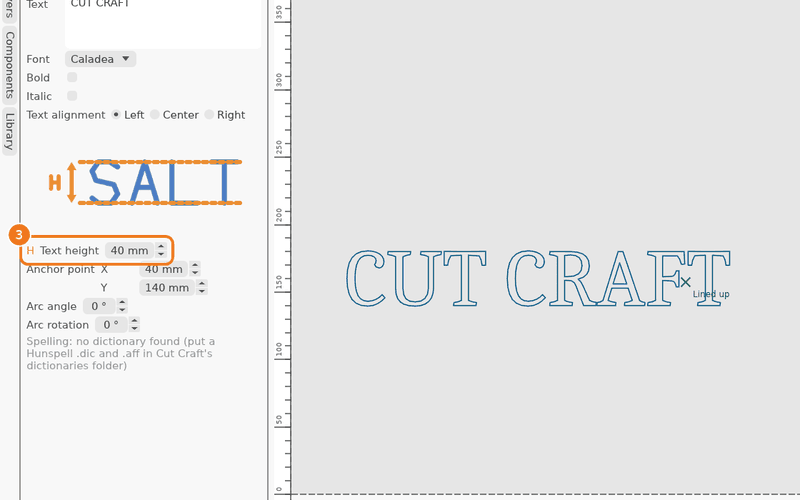 Text CUT CRAFT
Components
Library
Font Caladea
Bold
Italic
Text alignment Left Center Right
H SALT
3
H Text height 40 mm
Anchor point X 40 mm
Y 140 mm
Arc angle 0 °
Arc rotation 0 °
Spelling: no dictionary found (put a
Hunspell .dic and .aff in Cut Craft's
dictionaries folder)
350
300
250
200
150
100
50
0
CUT CRAFT
Lined up